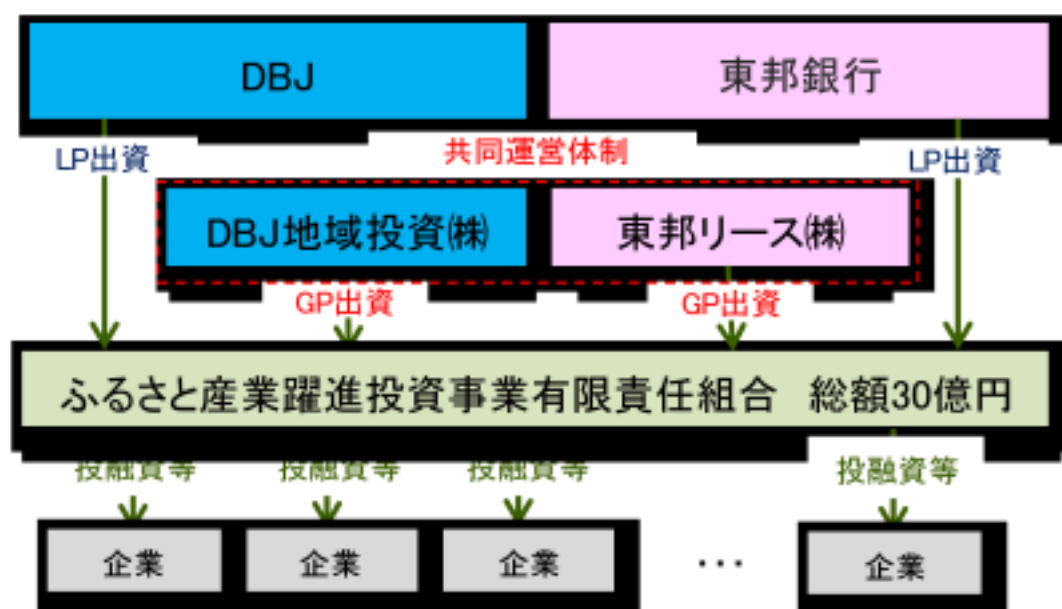 DBJ
東邦銀行
LP出資
共同運営体制
LP出資
DBJ地域投資㈱
東邦リース㈱
GP出資
GP出資
ふるさと産業躍進投資事業有限責任組合 総額30億円
投融資等
投融資等
投融資等
投融資等
企業
企業
企業
…
企業